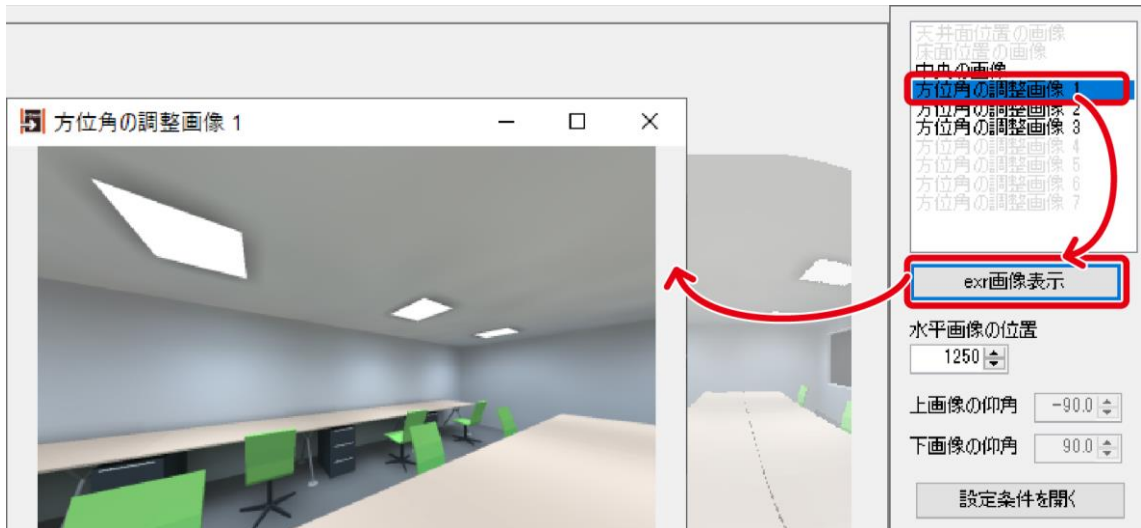 方位角の調整画像 1
天井面位置の画像
床面位置の画像
中央の画像
方位角の調整画像 1
方位角の調整画像 2
方位角の調整画像 3
方位角の調整画像 4
方位角の調整画像 5
方位角の調整画像 6
方位角の調整画像 7
exr画像表示
水平画像の位置
1250
上画像の仰角 -90.0
下画像の仰角 90.0
設定条件を開く